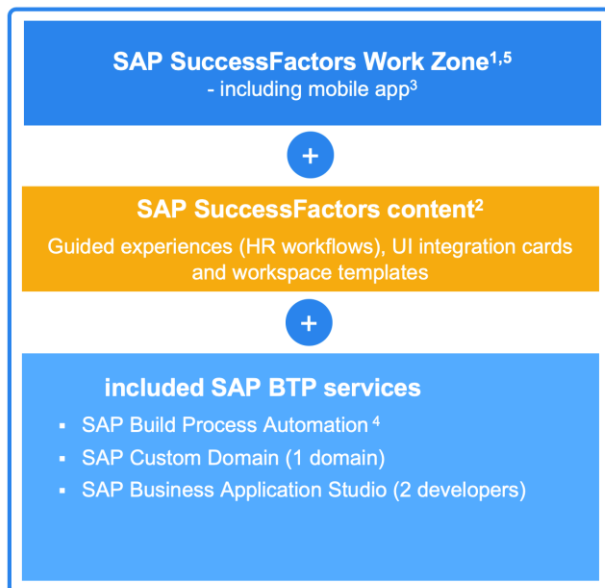 SAP SuccessFactors Work Zone¹,⁵
- including mobile app³
+
SAP SuccessFactors content²
Guided experiences (HR workflows), UI integration cards
and workspace templates
+
included SAP BTP services
▪ SAP Build Process Automation ⁴
▪ SAP Custom Domain (1 domain)
▪ SAP Business Application Studio (2 developers)